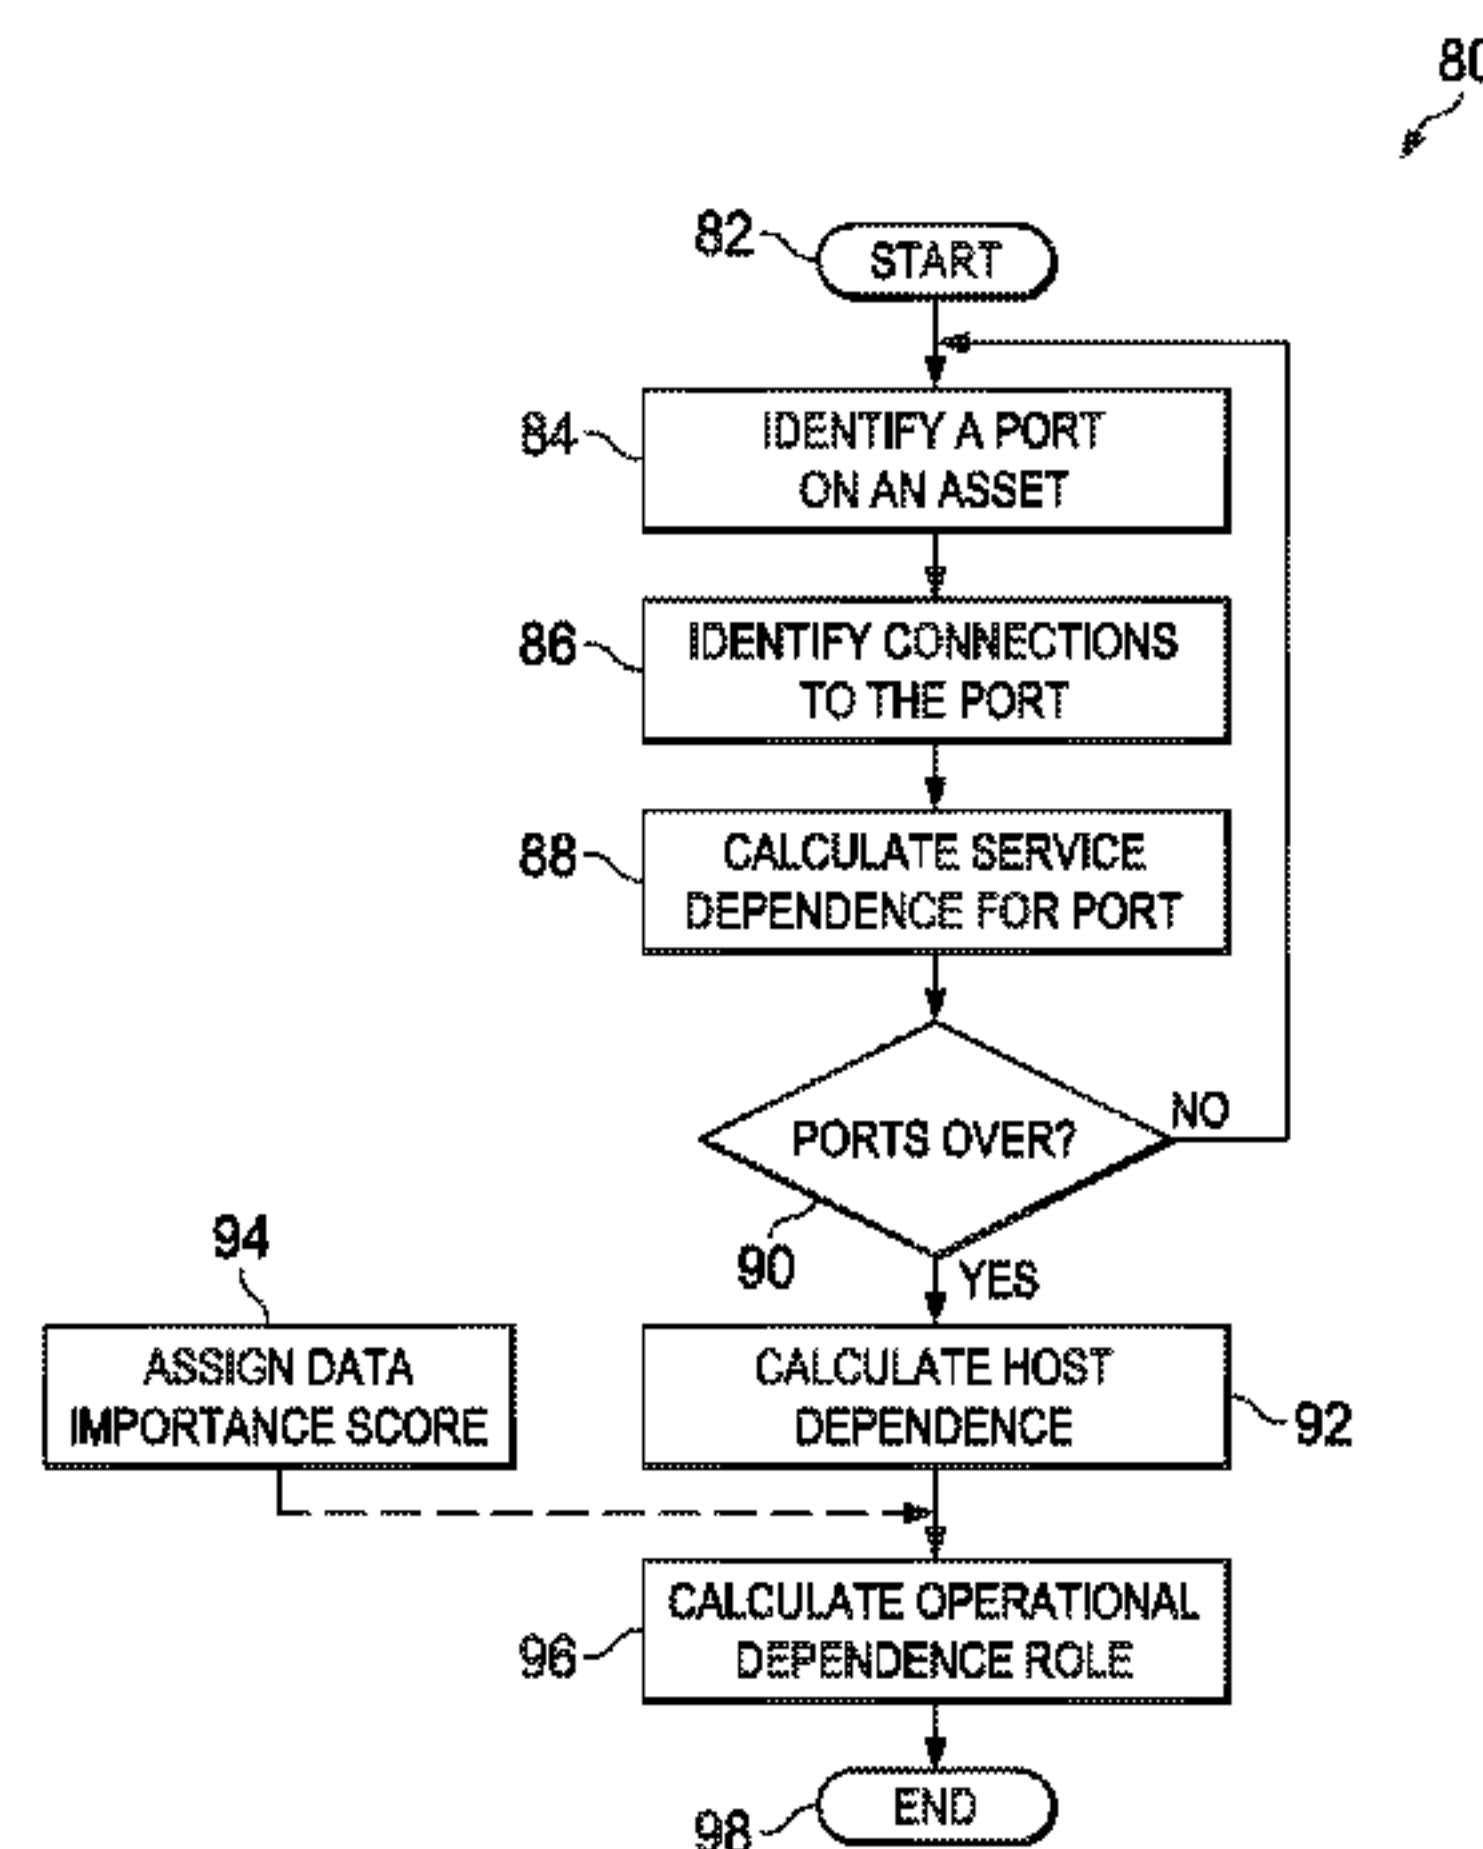 80
82
START
84
IDENTIFY A PORT
ON AN ASSET
86
IDENTIFY CONNECTIONS
TO THE PORT
88
CALCULATE SERVICE
DEPENDENCE FOR PORT
PORTS OVER?
NO
90
YES
94
ASSIGN DATA
IMPORTANCE SCORE
CALCULATE HOST
DEPENDENCE
92
CALCULATE OPERATIONAL
DEPENDENCE ROLE
96
END
98